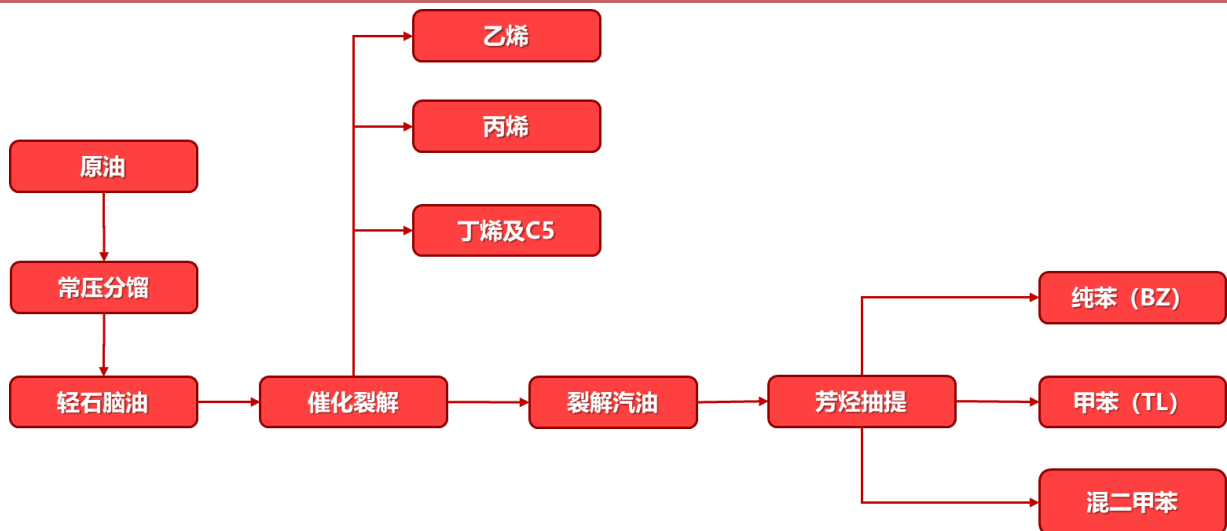 乙烯
丙烯
原油
丁烯及C5
常压分馏
纯苯（BZ）
轻石脑油
催化裂解
裂解汽油
芳烃抽提
甲苯（TL）
混二甲苯